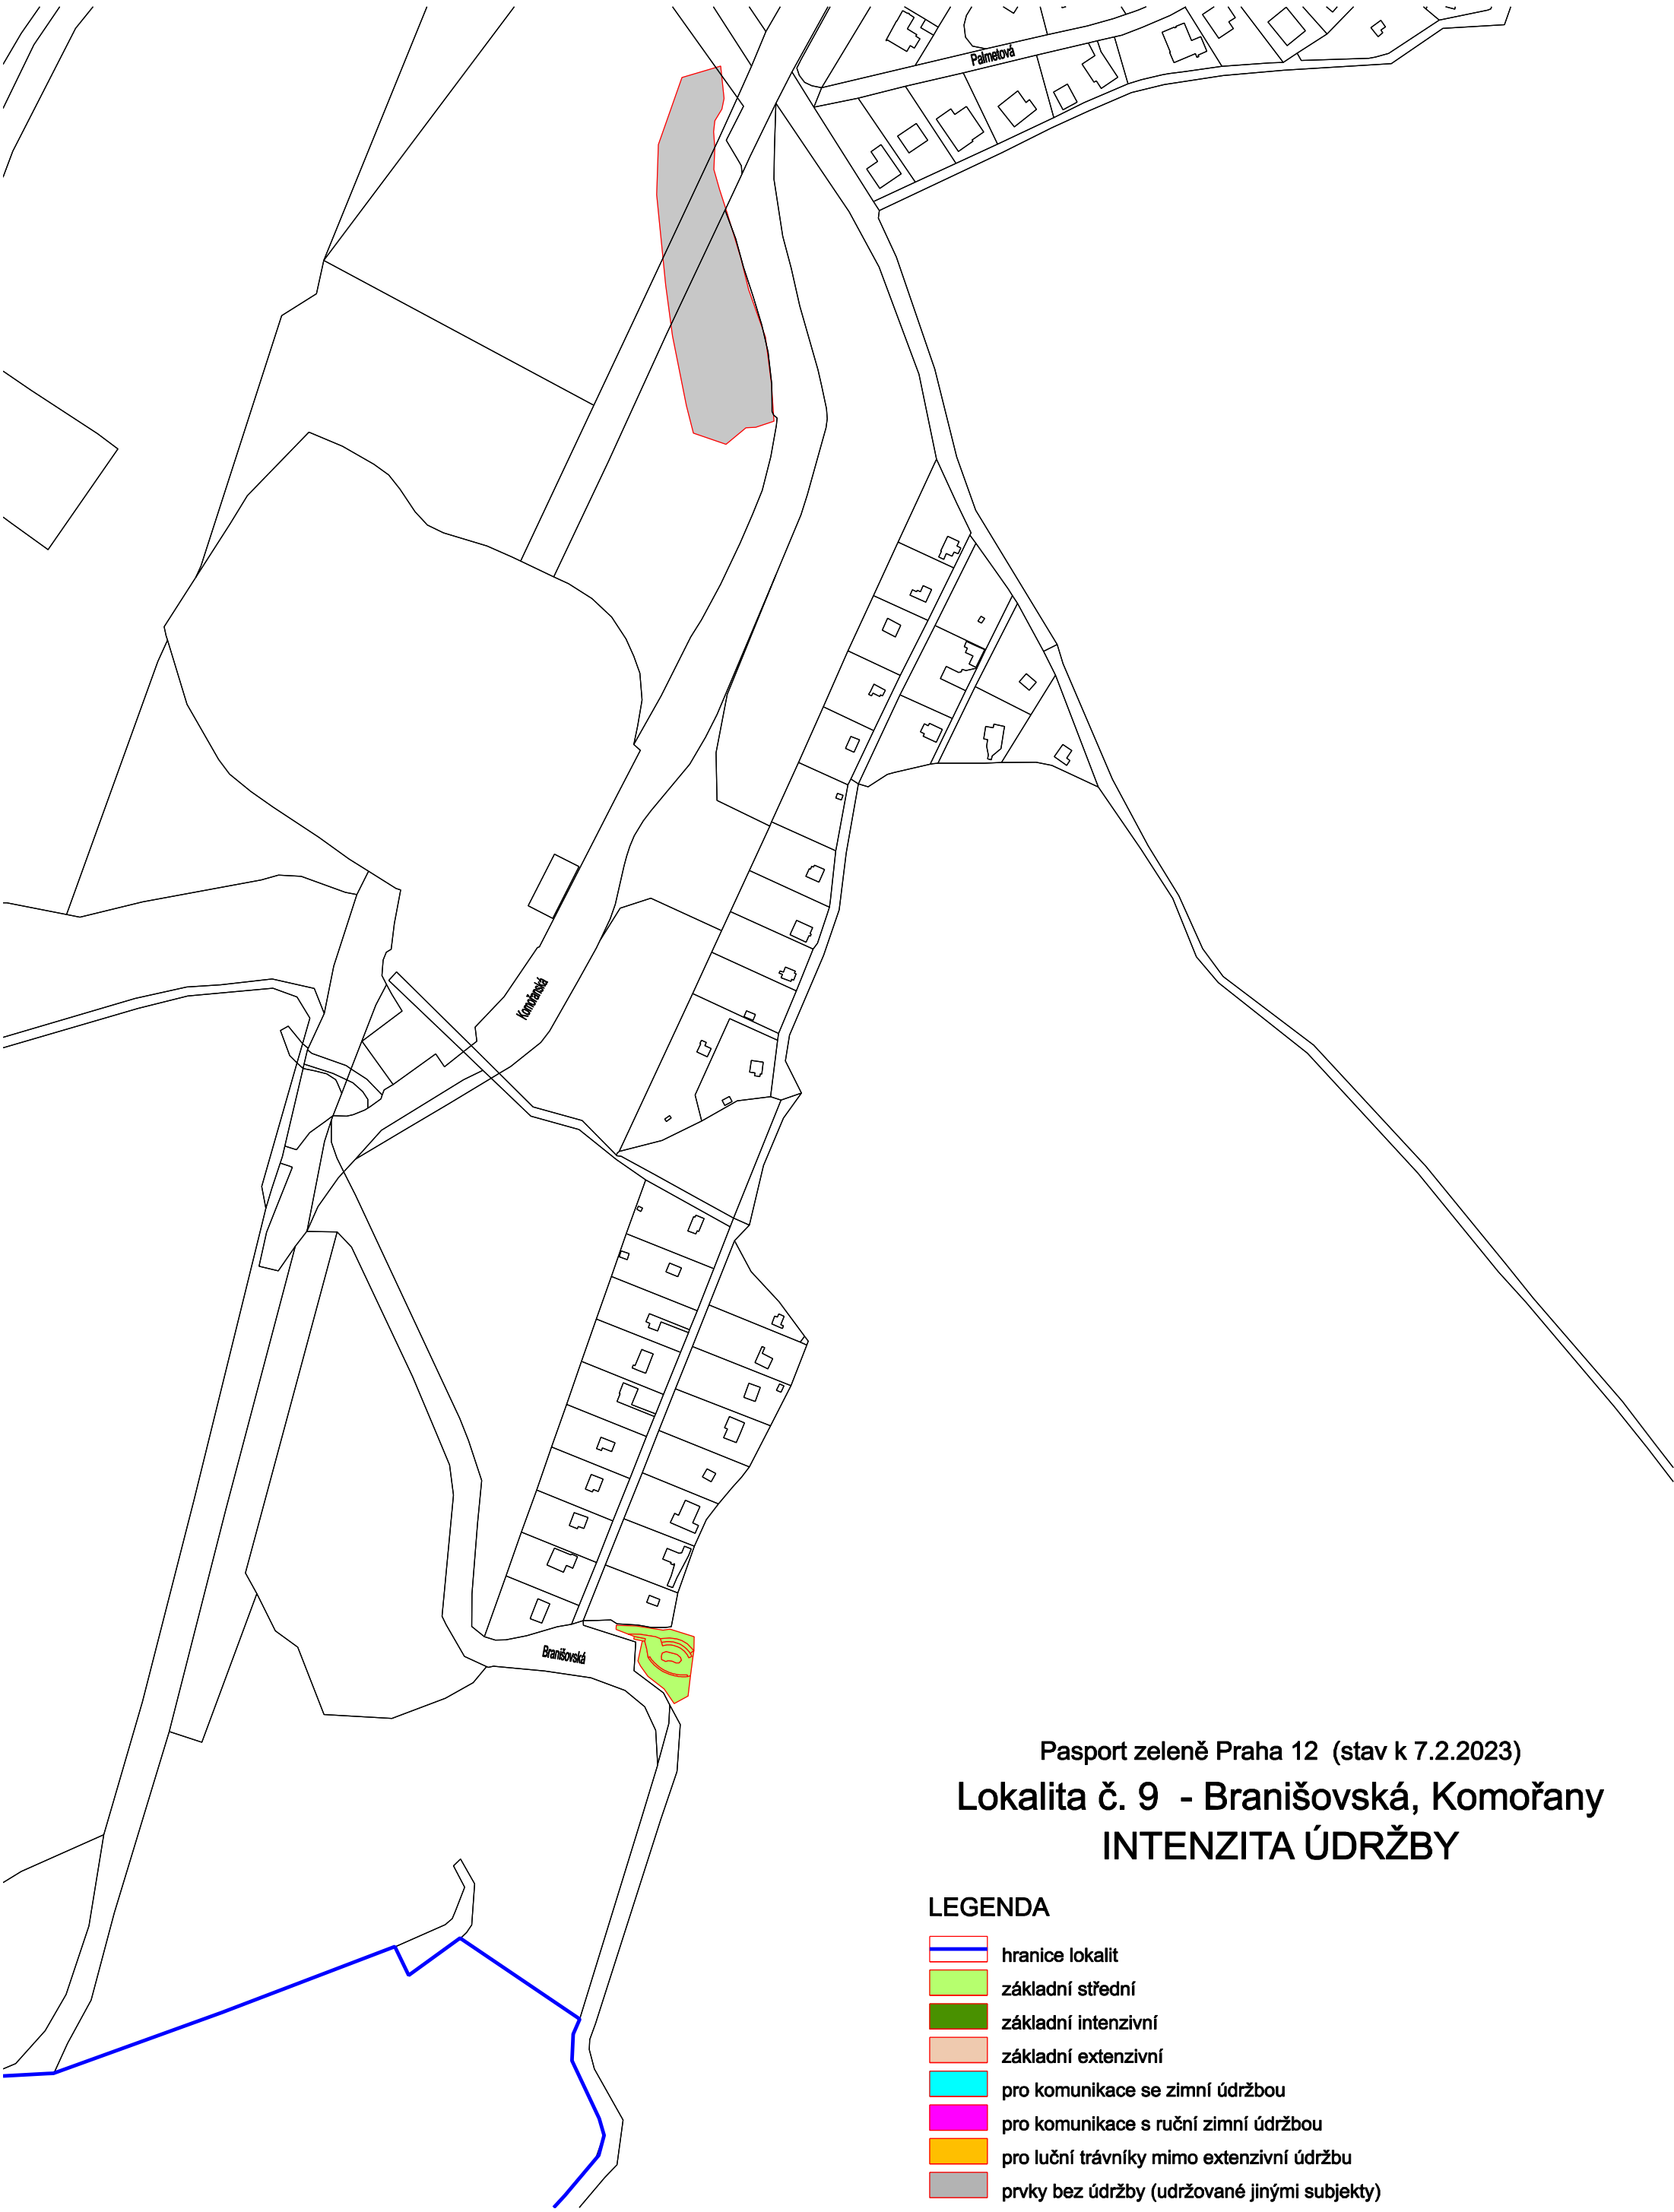 Palmetová
Komořanská
Branišovská
Pasport zeleně Praha 12 (stav k 7.2.2023)
Lokalita č. 9 - Branišovská, Komořany
INTENZITA ÚDRŽBY
LEGENDA
hranice lokalit
základní střední
základní intenzivní
základní extenzivní
pro komunikace se zimní údržbou
pro komunikace s ruční zimní údržbou
pro luční trávníky mimo extenzivní údržbu
prvky bez údržby (udržované jinými subjekty)